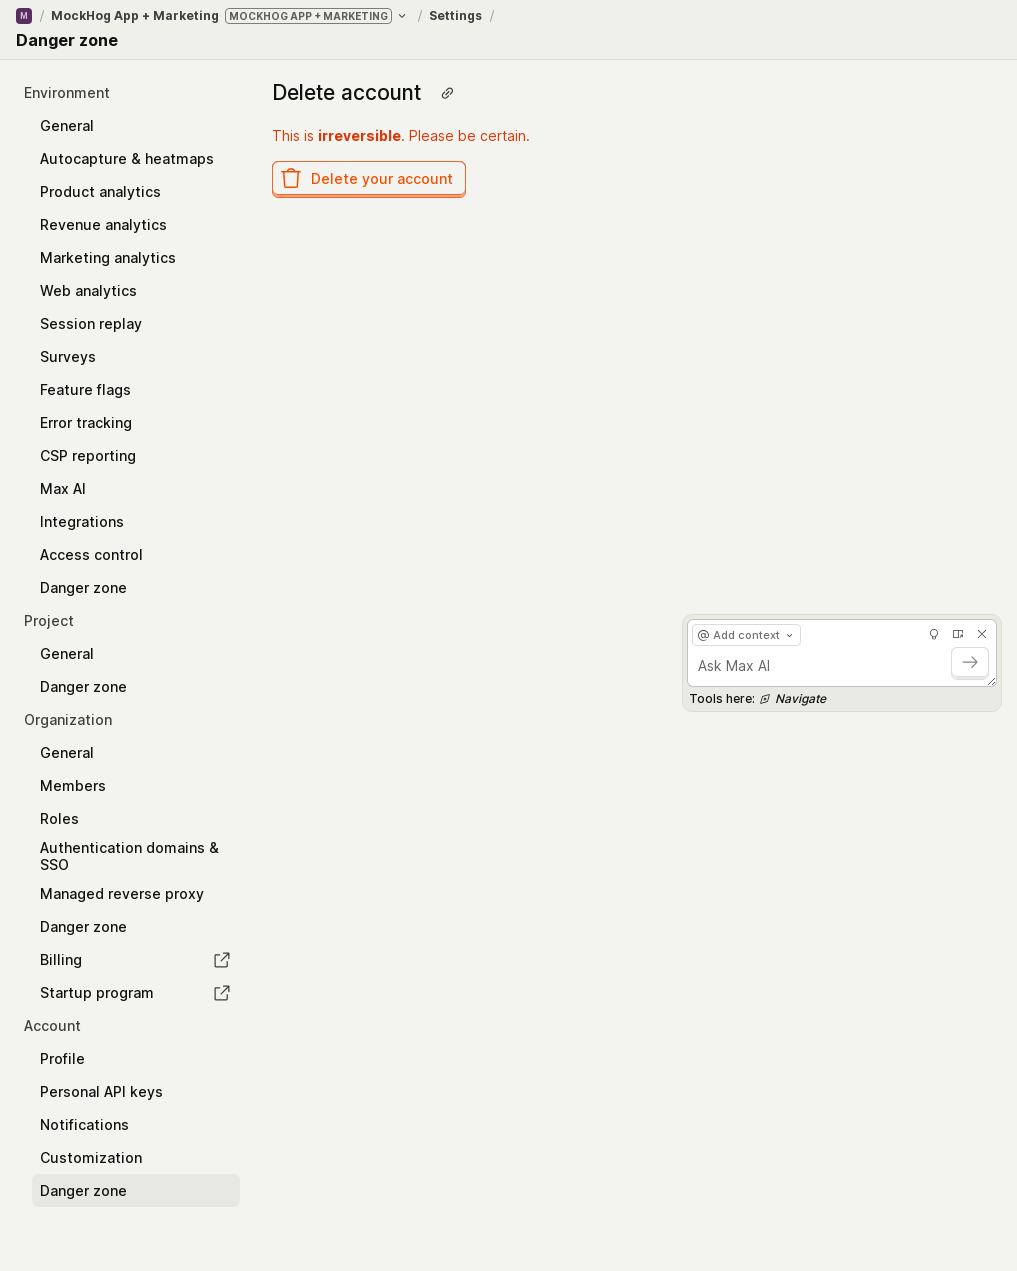 M / MockHog App + Marketing MOCKHOG APP + MARKETING / Settings /
Danger zone
Environment
General
Autocapture & heatmaps
Product analytics
Revenue analytics
Marketing analytics
Web analytics
Session replay
Surveys
Feature flags
Error tracking
CSP reporting
Max AI
Integrations
Access control
Danger zone
Project
General
Danger zone
Organization
General
Members
Roles
Authentication domains &
SSO
Managed reverse proxy
Danger zone
Billing
Startup program
Account
Profile
Personal API keys
Notifications
Customization
Danger zone
Delete account
This is irreversible. Please be certain.
Delete your account
@ Add context
Ask Max AI
Tools here: Navigate